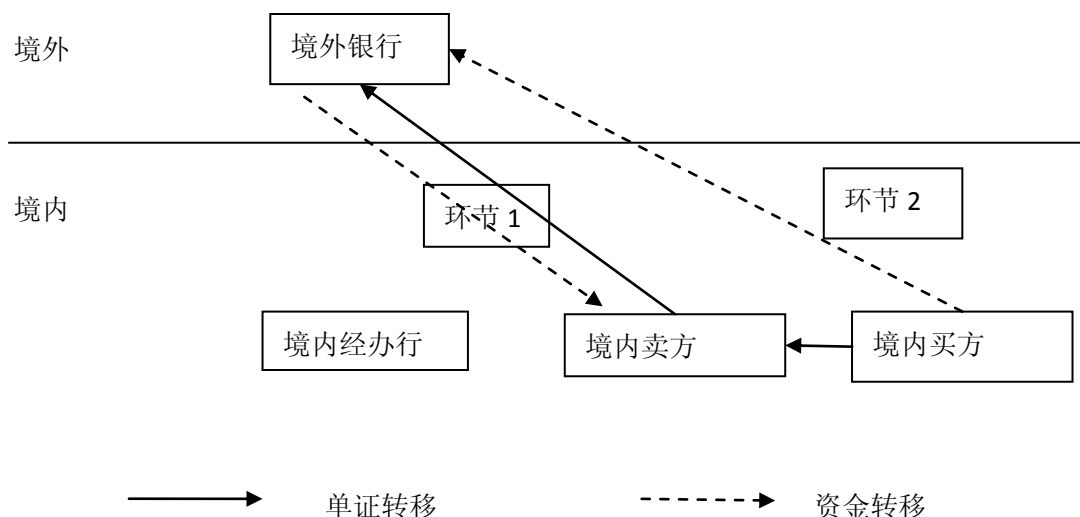 境外
境外银行
境内
环节 1
环节 2
境内经办行
境内卖方
境内买方
单证转移
资金转移